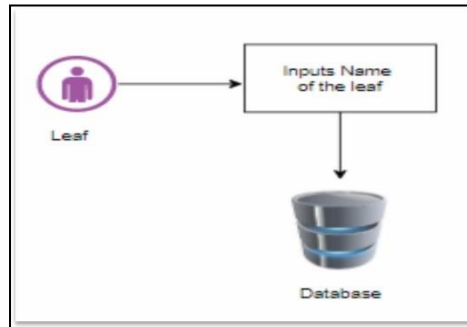 Inputs Name
of the leaf
Leaf
Database